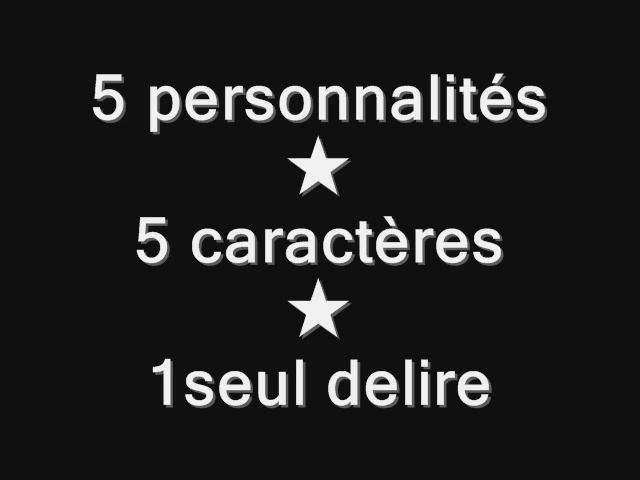 5 personnalités
★
5 caractères
★
1seul delire